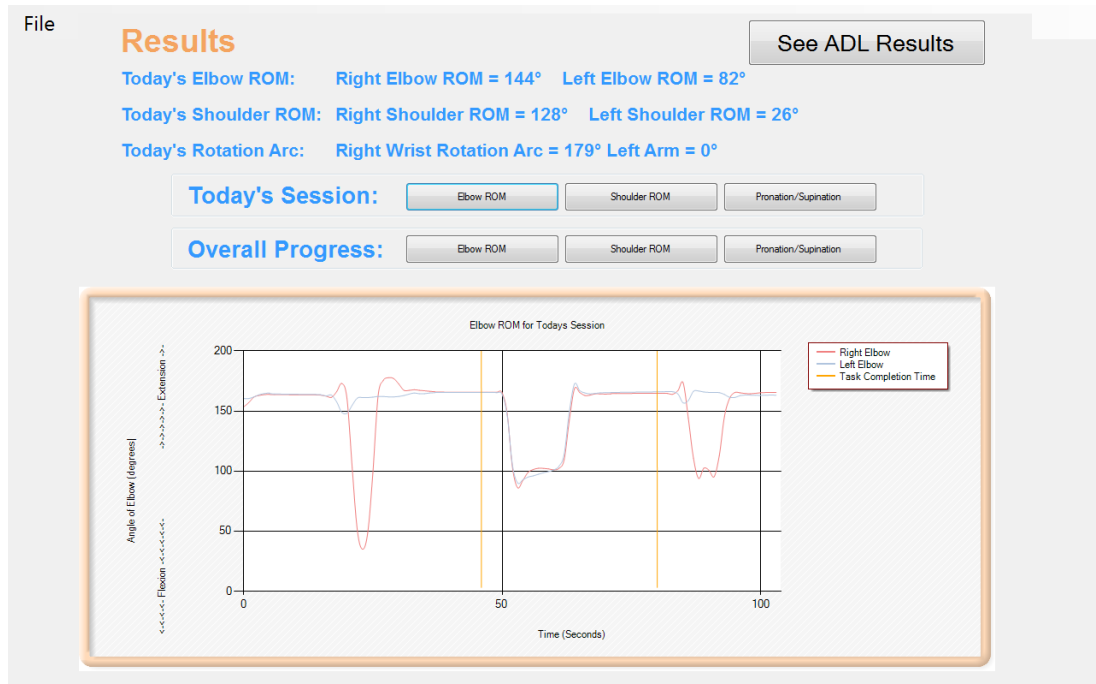 File
Results
See ADL Results
Today's Elbow ROM: Right Elbow ROM = 144° Left Elbow ROM = 82°
Today's Shoulder ROM: Right Shoulder ROM = 128° Left Shoulder ROM = 26°
Today's Rotation Arc: Right Wrist Rotation Arc = 179° Left Arm = 0°
Today's Session: Elbow ROM Shoulder ROM Pronation/Supination
Overall Progress: Elbow ROM Shoulder ROM Pronation/Supination
Elbow ROM for Todays Session
Right Elbow
Left Elbow
Task Completion Time
Angle of Elbow (degrees)
<-<-<-<-<- Flexion -<-<-<-<-<-<- ->->->->->- Extension ->-
200
150
100
50
0
0 50 100
Time (Seconds)